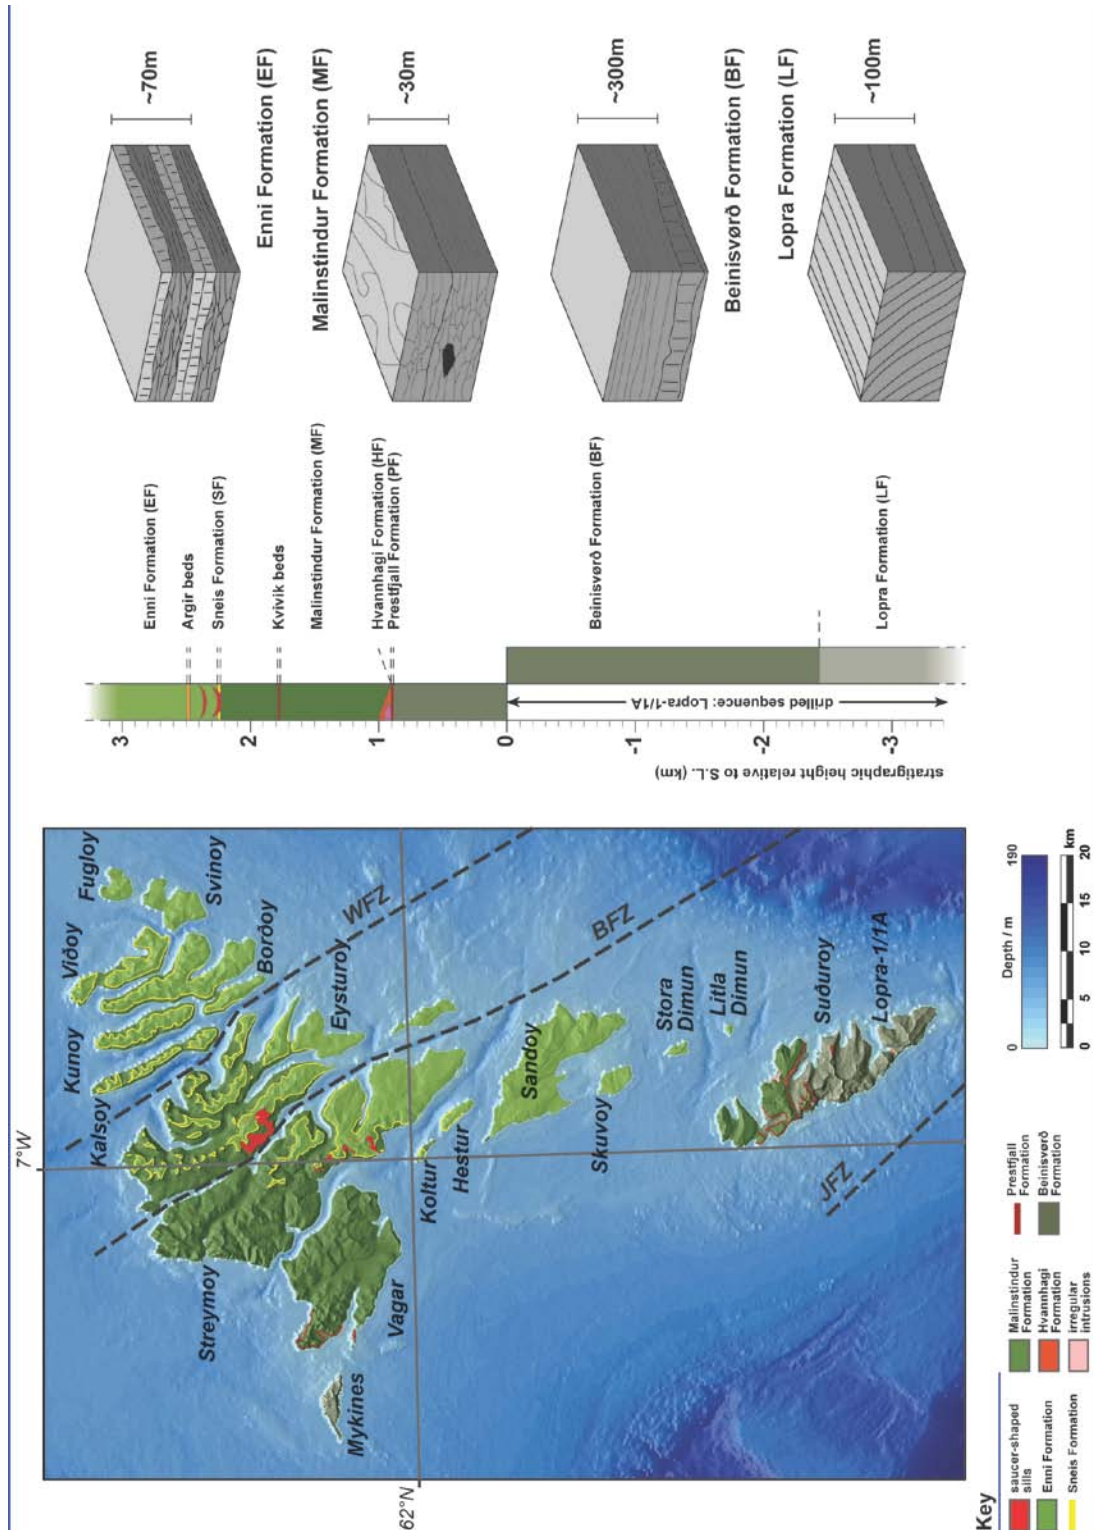 Key
saucer-shaped
sills
Enni Formation
Sneis Formation
Malinstindur
Formation
Hvannhagi
Formation
irregular
intrusions
Prestfjall
Formation
Beinisvørð
Formation
Depth / m
0
190
0
5
10
15
20
km
7°W
62°N
Fugloy
Svinoy
Viðoy
Borðoy
Kunoy
Kalsoy
Eysturoy
Streymoy
Vagar
Mykines
Koltur
Hestur
Sandoy
Skuvoy
Stora
Dimun
Litla
Dimun
Suðuroy
Lopra-1/1A
WFZ
BFZ
JFZ
stratigraphic height relative to S.L. (km)
3
2
1
0
-1
-2
-3
drilled sequence: Lopra-1/1A
Enni Formation (EF)
Argir beds
Sneis Formation (SF)
Kvivik beds
Malinstindur Formation (MF)
Hvannhagi Formation (HF)
Prestfjall Formation (PF)
Beinisvørð Formation (BF)
Lopra Formation (LF)
~70m
Enni Formation (EF)
Malinstindur Formation (MF)
~30m
~300m
Beinisvørð Formation (BF)
Lopra Formation (LF)
~100m